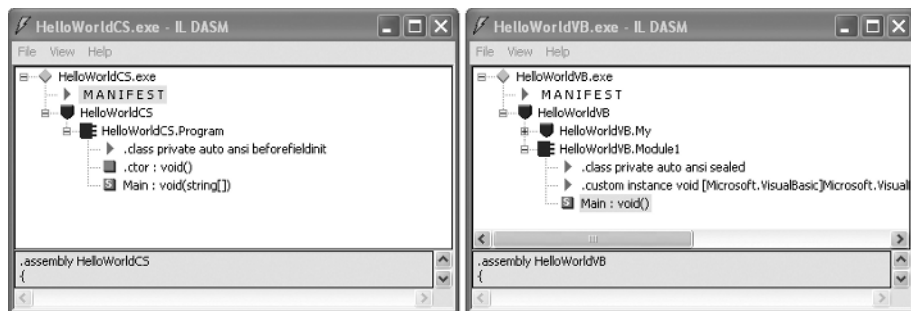 HelloWorldCS.exe - IL DASM
File View Help
HelloWorldCS.exe
MANIFEST
HelloWorldCS
HelloWorldCS.Program
.class private auto ansi beforefieldinit
.ctor : void()
Main : void(string[])
.assembly HelloWorldCS
{
HelloWorldVB.exe - IL DASM
File View Help
HelloWorldVB.exe
MANIFEST
HelloWorldVB
HelloWorldVB.My
HelloWorldVB.Module1
.class private auto ansi sealed
.custom instance void [Microsoft.VisualBasic]Microsoft.Visual
Main : void()
.assembly HelloWorldVB
{